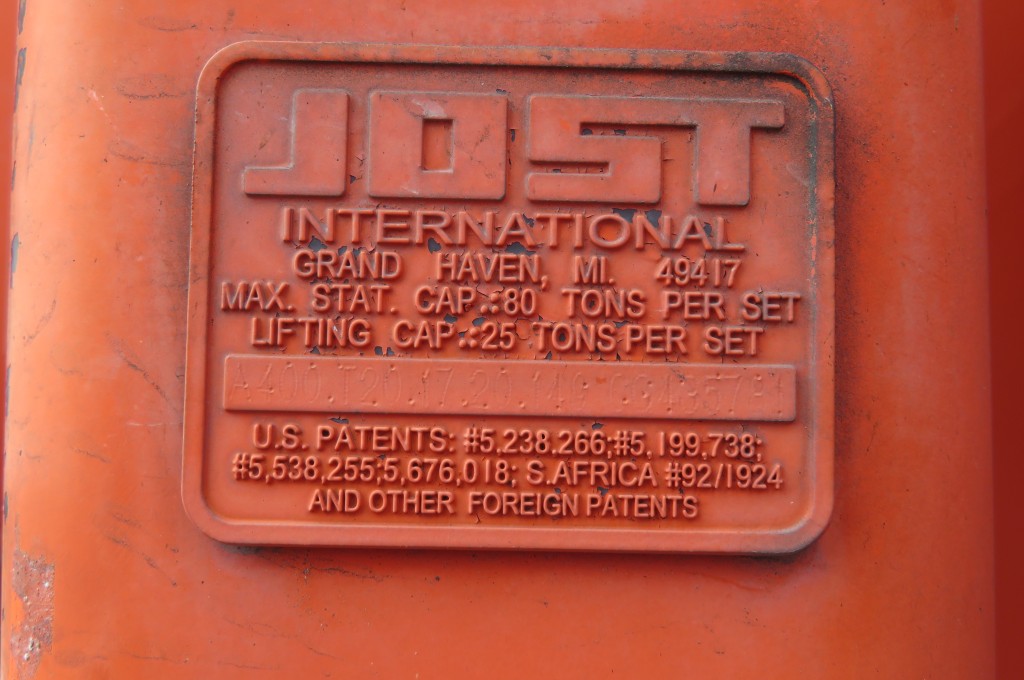 JOST
INTERNATIONAL
GRAND HAVEN, MI. 49417
MAX. STAT. CAP.:80 TONS PER SET
LIFTING CAP.:25 TONS PER SET
A400
U.S. PATENTS: #5.238.266;#5,199,738;
#5,538,255;5,676,018; S.AFRICA #92/1924
AND OTHER FOREIGN PATENTS